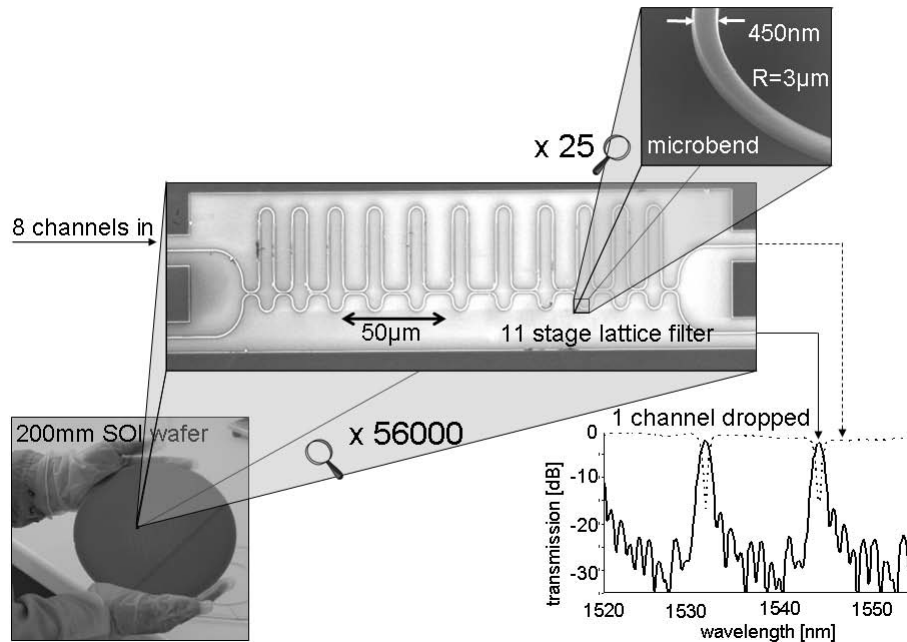 450nm
R=3µm
microbend
x 25
8 channels in
50µm
11 stage lattice filter
200mm SOI wafer
x 56000
1 channel dropped
0
-10
-20
-30
transmission [dB]
1520
1530
1540
1550
wavelength [nm]